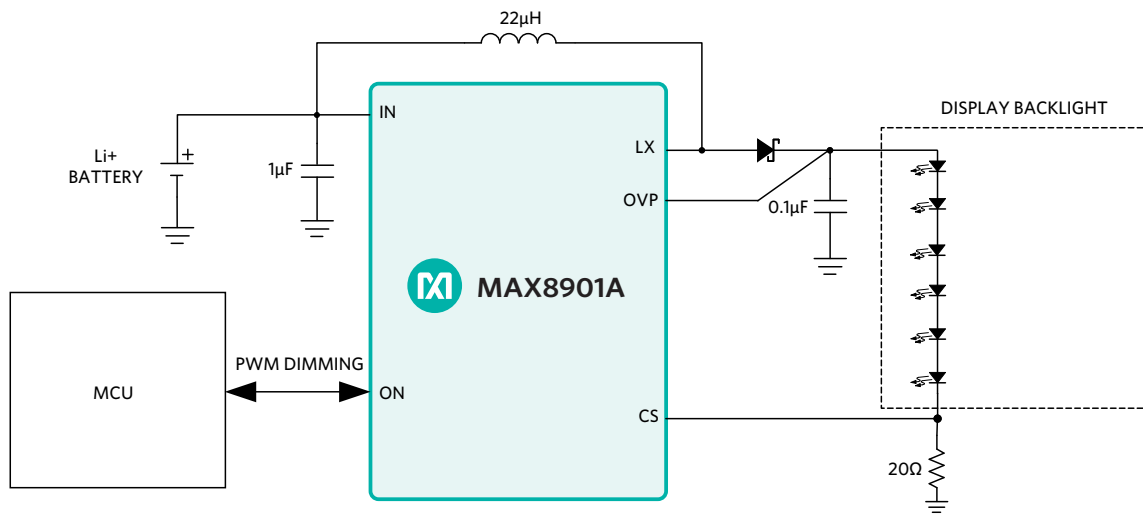 22µH
DISPLAY BACKLIGHT
IN
LX
Li+
BATTERY
1µF
OVP
0.1µF
MAX8901A
PWM DIMMING
MCU
ON
CS
20Ω